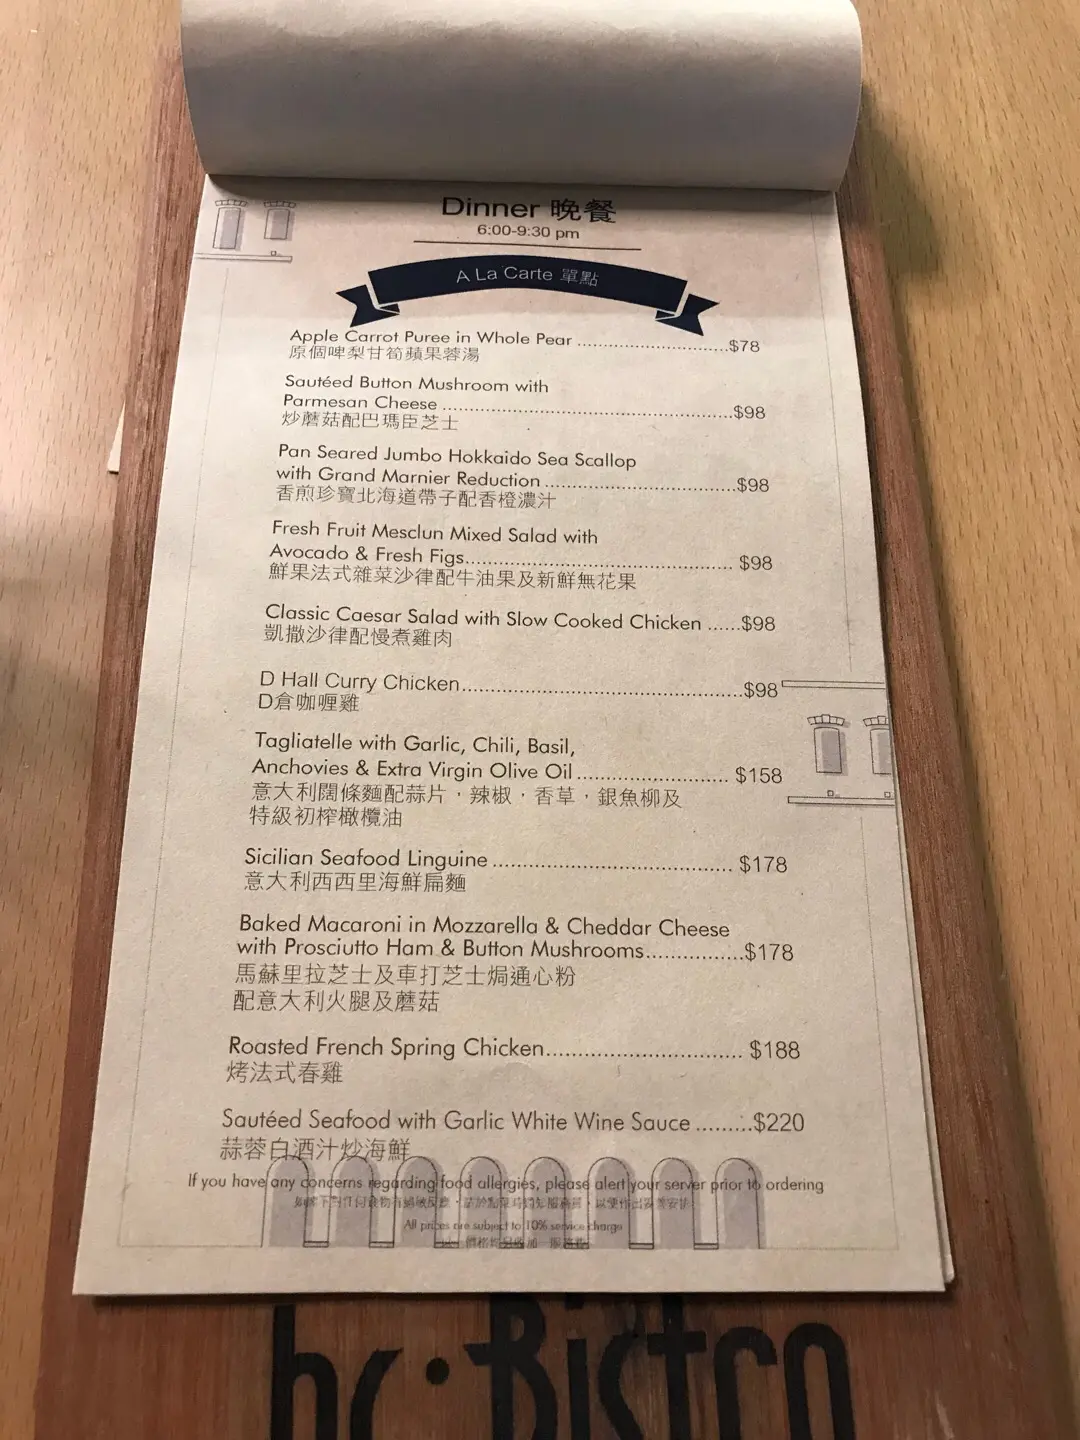 Dinner 晚餐
6:00-9:30 pm
A La Carte 單點
Apple Carrot Puree in Whole Pear ..............................$78
原個啤梨甘筍蘋果蓉湯
Sautéed Button Mushroom with
Parmesan Cheese ..........................................................$98
炒蘑菇配巴瑪臣芝士
Pan Seared Jumbo Hokkaido Sea Scallop
with Grand Marnier Reduction ......................................$98
香煎珍寶北海道帶子配香橙濃汁
Fresh Fruit Mesclun Mixed Salad with
Avocado & Fresh Figs..................................................... $98
鮮果法式雜菜沙律配牛油果及新鮮無花果
Classic Caesar Salad with Slow Cooked Chicken ......$98
凱撒沙律配慢煮雞肉
D Hall Curry Chicken.......................................................$98
D倉咖喱雞
Tagliatelle with Garlic, Chili, Basil,
Anchovies & Extra Virgin Olive Oil ............................. $158
意大利闊條麵配蒜片，辣椒，香草，銀魚柳及
特級初榨橄欖油
Sicilian Seafood Linguine .............................................. $178
意大利西西里海鮮扁麵
Baked Macaroni in Mozzarella & Cheddar Cheese
with Prosciutto Ham & Button Mushrooms..................$178
馬蘇里拉芝士及車打芝士焗通心粉
配意大利火腿及蘑菇
Roasted French Spring Chicken.................................... $188
烤法式春雞
Sautéed Seafood with Garlic White Wine Sauce .........$220
蒜蓉白酒汁炒海鮮
If you have any concerns regarding food allergies, please alert your server prior to ordering
All prices are subject to 10% service charge
Bistro